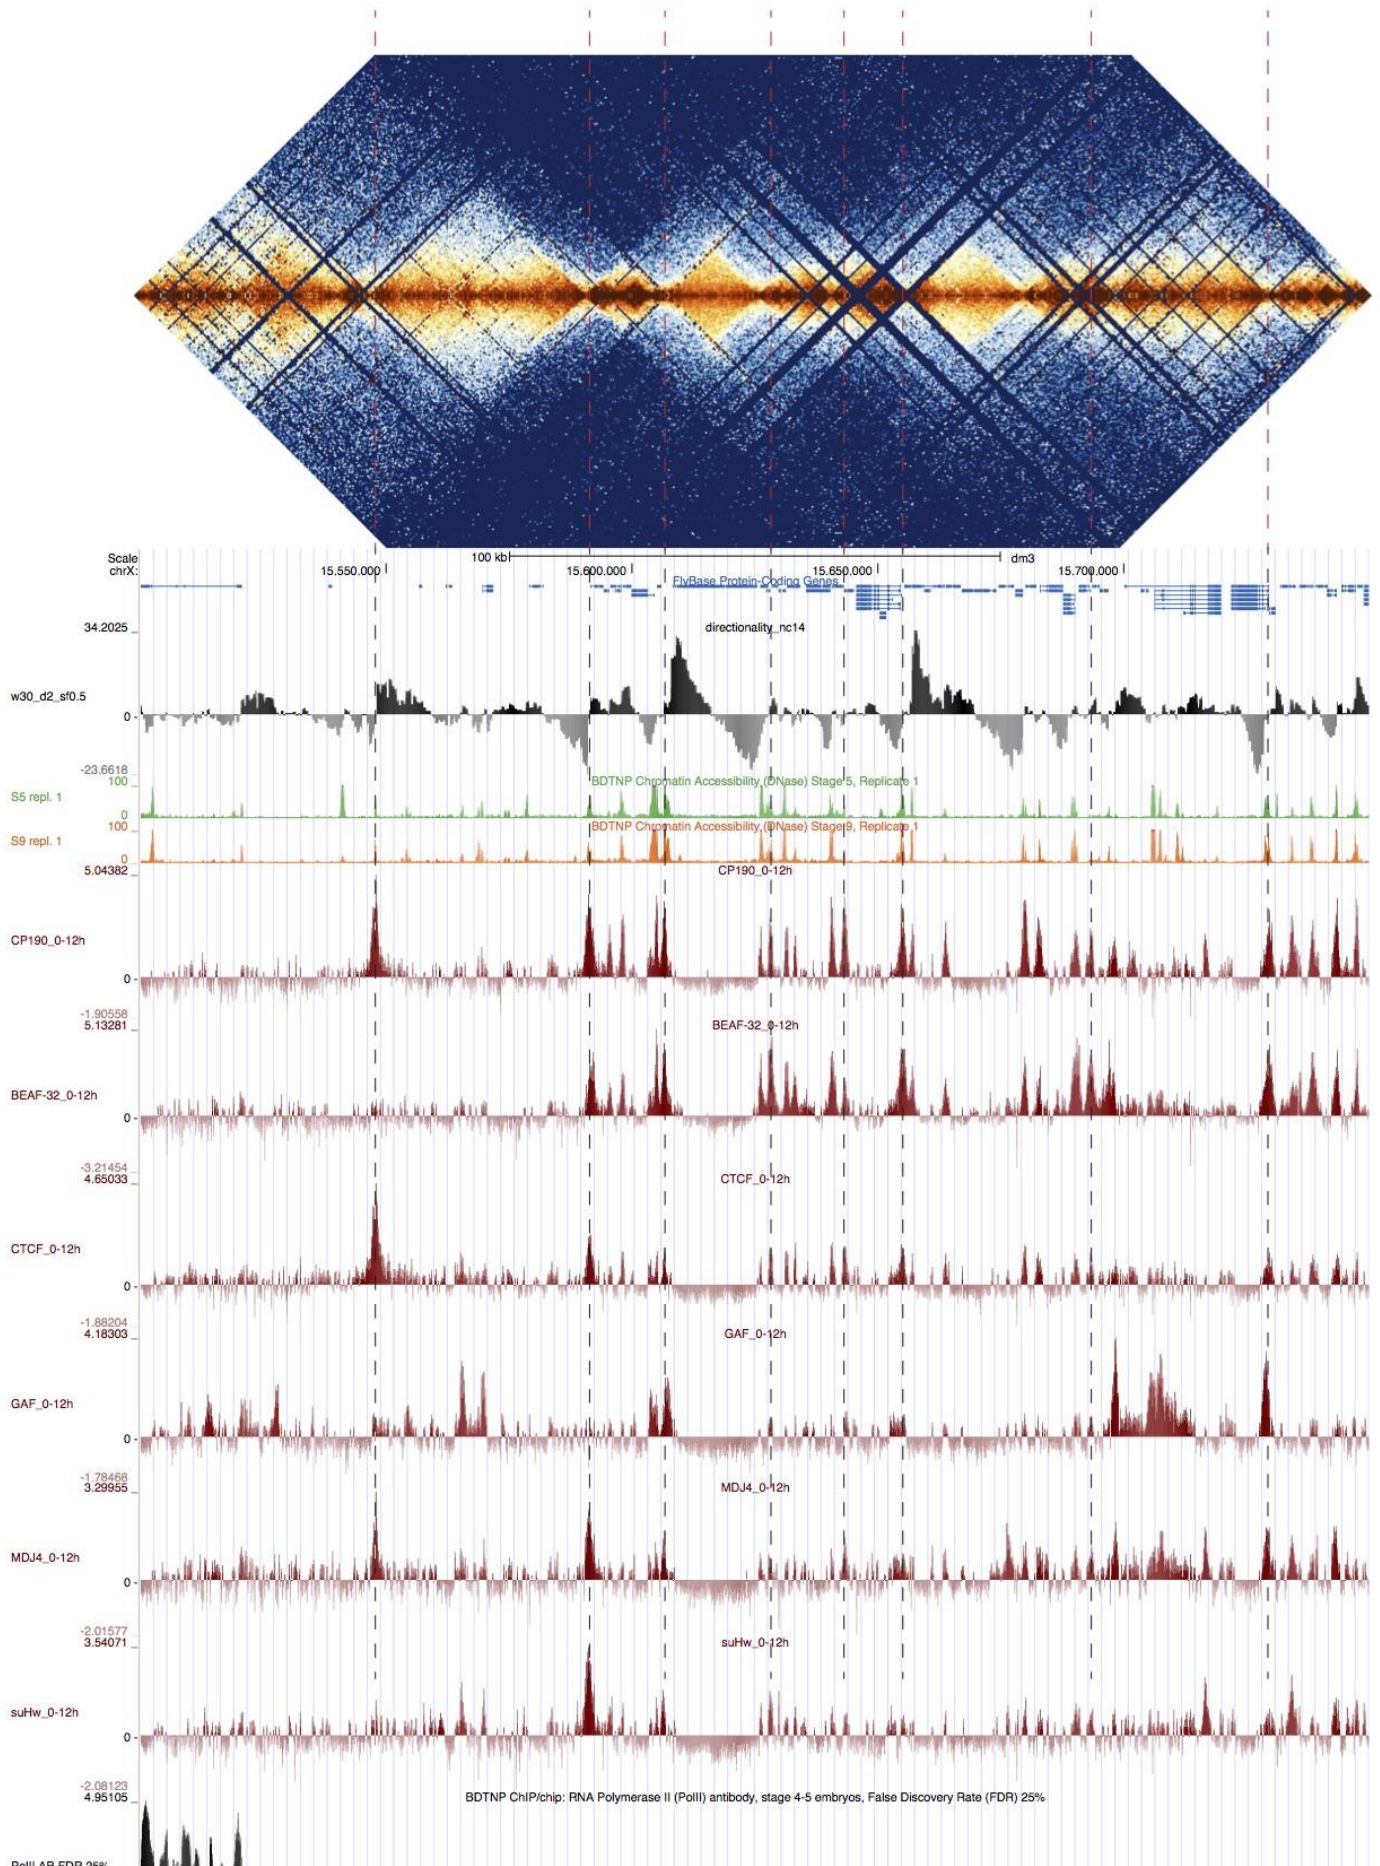 Scale 100 kb dm3
chrX: 15,550,000 15,600,000 15,650,000 15,700,000
FlyBase Protein-Coding Genes
34.2025 directionality_nc14
w30_d2_sf0.5
0
-23.6618
100 BDTNP Chromatin Accessibility (DNase) Stage 5, Replicate 1
S5 repl. 1
0
100 BDTNP Chromatin Accessibility (DNase) Stage 9, Replicate 1
S9 repl. 1
0
5.04382 CP190_0-12h
CP190_0-12h
0
-1.90558
5.13281 BEAF-32_0-12h
BEAF-32_0-12h
0
-3.21454
4.65033 CTCF_0-12h
CTCF_0-12h
0
-1.88204
4.18303 GAF_0-12h
GAF_0-12h
0
-1.78468
3.29955 MDJ4_0-12h
MDJ4_0-12h
0
-2.01577
3.54071 suHw_0-12h
suHw_0-12h
0
-2.08123
4.95105 BDTNP ChIP/chip: RNA Polymerase II (PolII) antibody, stage 4-5 embryos, False Discovery Rate (FDR) 25%